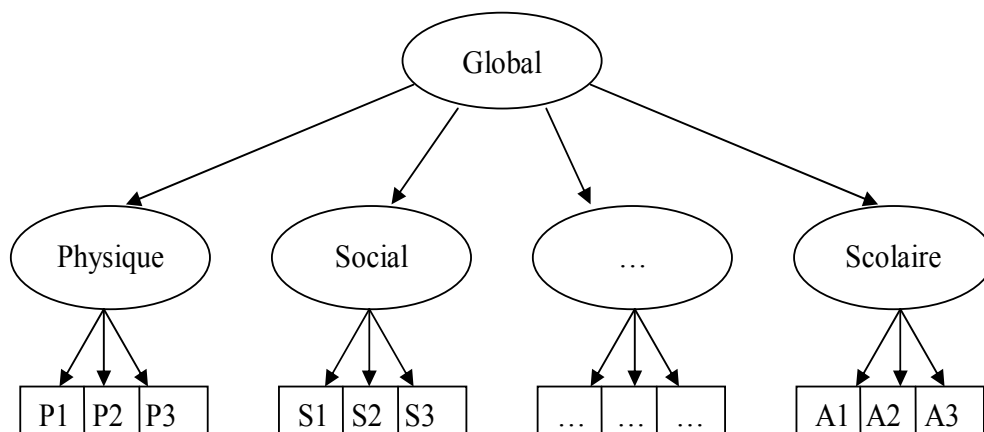 Global
Physique Social … Scolaire
P1 P2 P3 S1 S2 S3 … … … A1 A2 A3